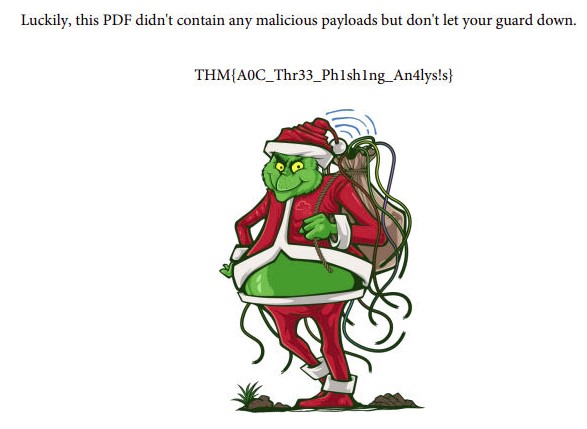 Luckily, this PDF didn't contain any malicious payloads but don't let your guard down.
THM{A0C_Thr33_Ph1sh1ng_An4lys!s}